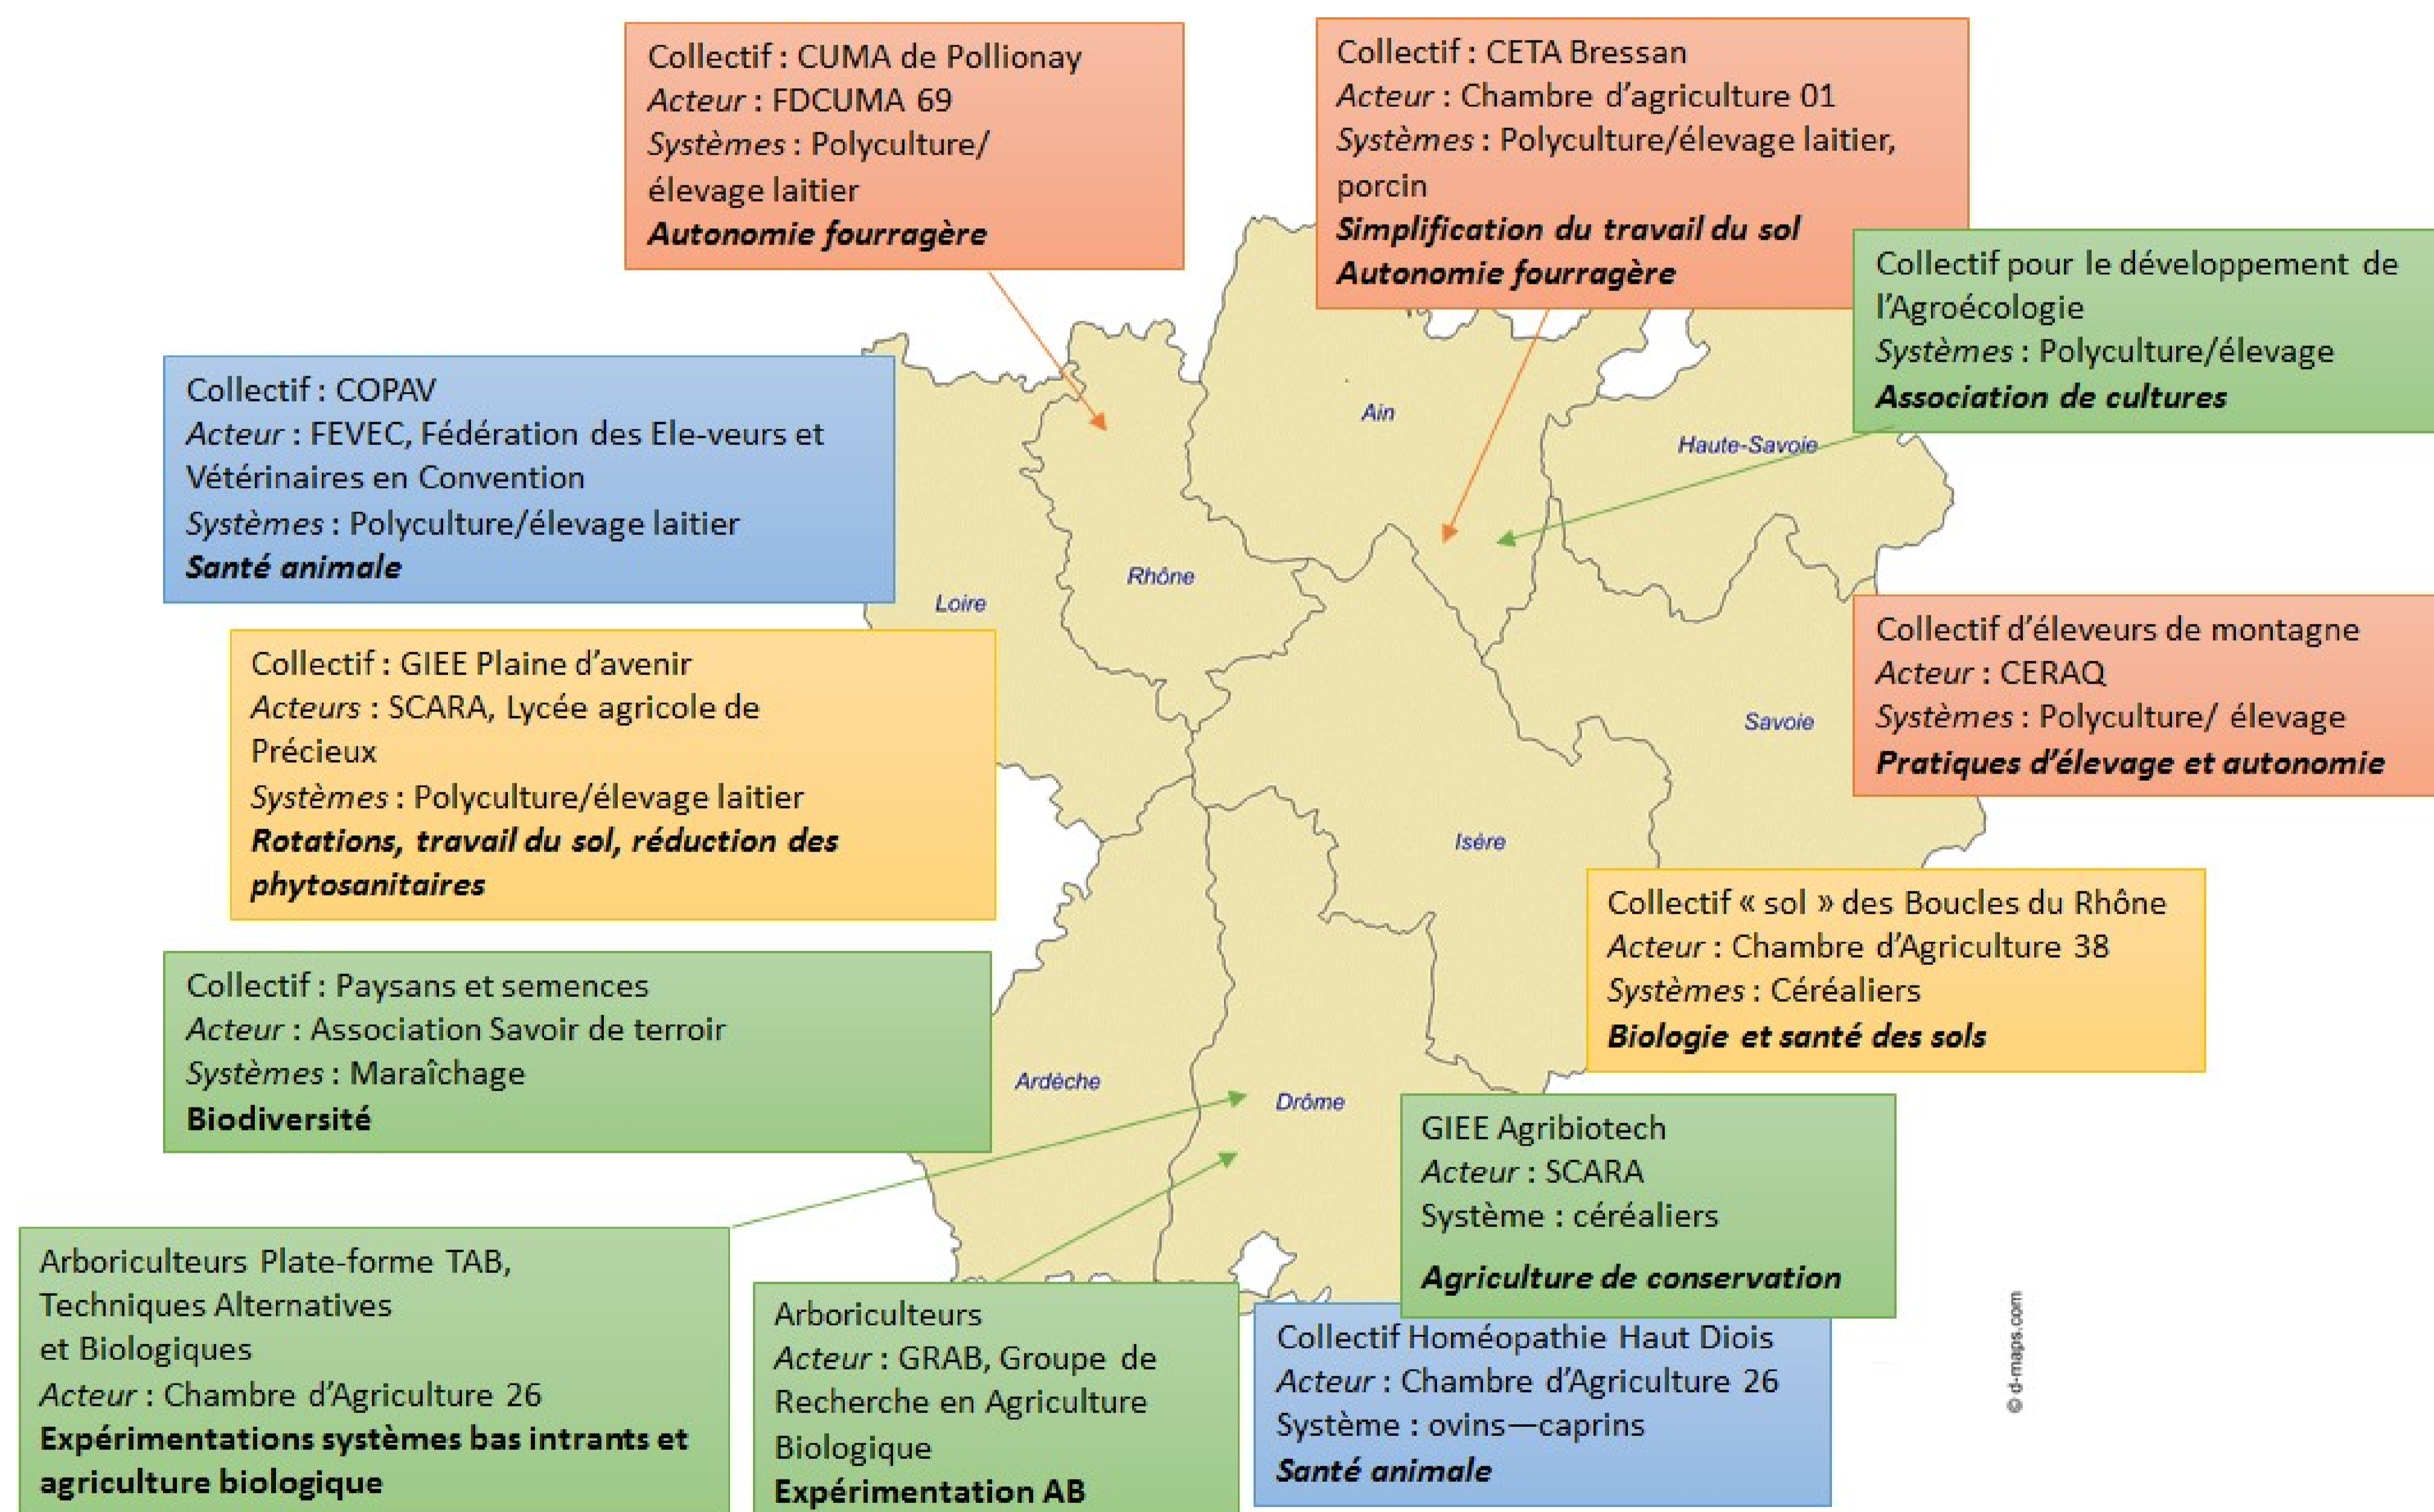 Collectif : CUMA de Pollionay
Acteur : FDCUMA 69
Systèmes : Polyculture/
élevage laitier
Autonomie fourragère
Collectif : CETA Bressan
Acteur : Chambre d'agriculture 01
Systèmes : Polyculture/élevage laitier,
porcin
Simplification du travail du sol
Autonomie fourragère
Collectif pour le développement de
l'Agroécologie
Systèmes : Polyculture/élevage
Association de cultures
Collectif : COPAV
Acteur : FEVEC, Fédération des Ele-veurs et
Vétérinaires en Convention
Systèmes : Polyculture/élevage laitier
Santé animale
Ain
Haute-Savoie
Rhône
Loire
Collectif : GIEE Plaine d'avenir
Acteurs : SCARA, Lycée agricole de
Précieux
Systèmes : Polyculture/élevage laitier
Rotations, travail du sol, réduction des
phytosanitaires
Collectif d'éleveurs de montagne
Acteur : CERAQ
Systèmes : Polyculture/ élevage
Pratiques d'élevage et autonomie
Savoie
Isère
Collectif « sol » des Boucles du Rhône
Acteur : Chambre d'Agriculture 38
Systèmes : Céréaliers
Biologie et santé des sols
Collectif : Paysans et semences
Acteur : Association Savoir de terroir
Systèmes : Maraîchage
Biodiversité
Ardèche
Drôme
GIEE Agribiotech
Acteur : SCARA
Système : céréaliers
Agriculture de conservation
Arboriculteurs Plate-forme TAB,
Techniques Alternatives
et Biologiques
Acteur : Chambre d'Agriculture 26
Expérimentations systèmes bas intrants et
agriculture biologique
Arboriculteurs
Acteur : GRAB, Groupe de
Recherche en Agriculture
Biologique
Expérimentation AB
Collectif Homéopathie Haut Diois
Acteur : Chambre d'Agriculture 26
Système : ovins—caprins
Santé animale
© d-maps.com